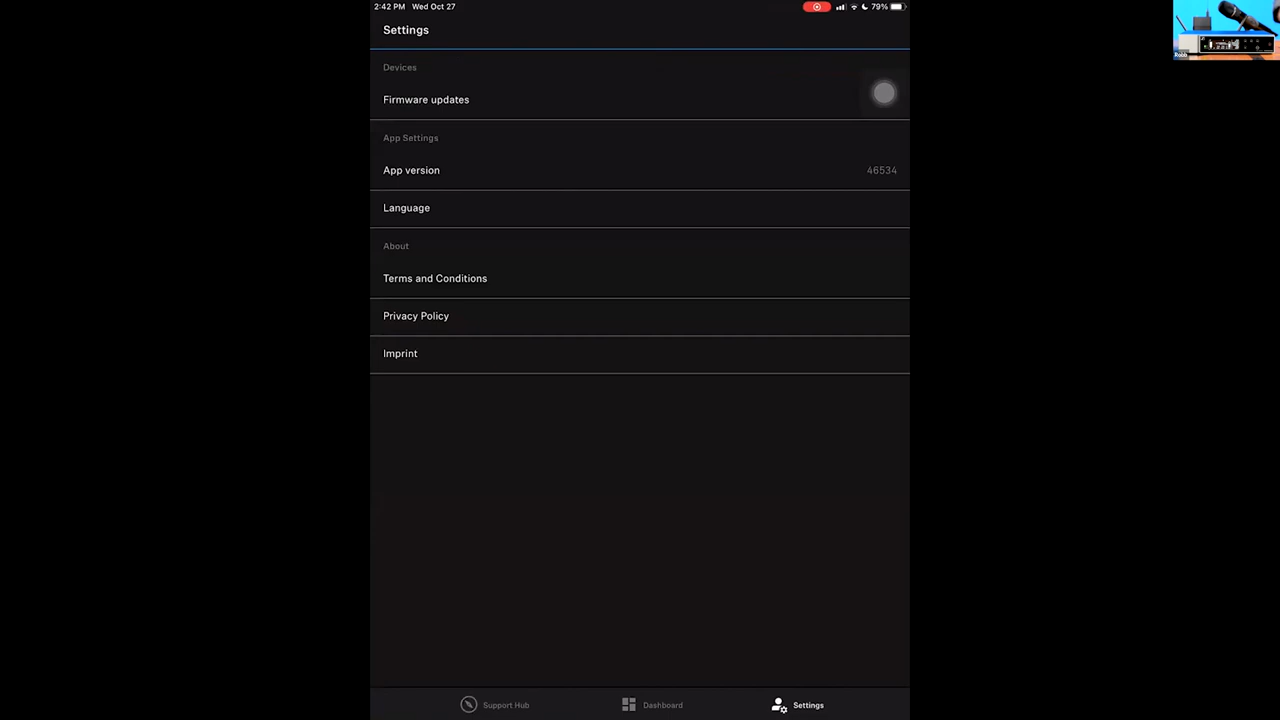 2:42 PM Wed Oct 27
79%
Settings
Devices
Firmware updates
App Settings
App version 46534
Language
About
Terms and Conditions
Privacy Policy
Imprint
Support Hub
Dashboard
Settings
Robb